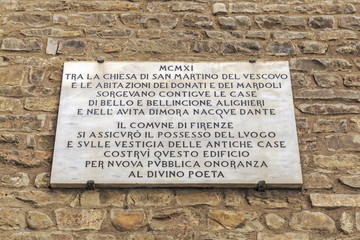 MCMXI
TRA LA CHIESA DI SAN MARTINO DEL VESCOVO
E LE ABITAZIONI DEI DONATI E DEI MARDOLI
SORGEVANO CONTIGVE LE CASE
DI BELLO E BELLINCIONE ALIGHIERI
E NELL'AVITA DIMORA NACQVE DANTE
IL COMVNE DI FIRENZE
SI ASSICVRÒ IL POSSESSO DEL LVOGO
E SVLLE VESTIGIA DELLE ANTICHE CASE
COSTRVÌ QVESTO EDIFICIO
PER NVOVA PVBBLICA ONORANZA
AL DIVINO POETA